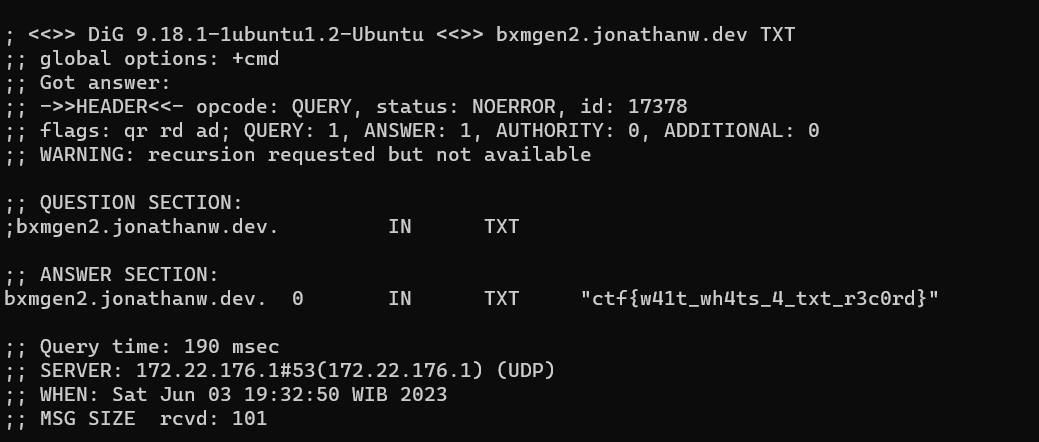 ; <<>> DiG 9.18.1-1ubuntu1.2-Ubuntu <<>> bxmgen2.jonathanw.dev TXT
;; global options: +cmd
;; Got answer:
;; ->>HEADER<<- opcode: QUERY, status: NOERROR, id: 17378
;; flags: qr rd ad; QUERY: 1, ANSWER: 1, AUTHORITY: 0, ADDITIONAL: 0
;; WARNING: recursion requested but not available
;; QUESTION SECTION:
;bxmgen2.jonathanw.dev. IN TXT
;; ANSWER SECTION:
bxmgen2.jonathanw.dev. 0 IN TXT "ctf{w41t_wh4ts_4_txt_r3c0rd}"
;; Query time: 190 msec
;; SERVER: 172.22.176.1#53(172.22.176.1) (UDP)
;; WHEN: Sat Jun 03 19:32:50 WIB 2023
;; MSG SIZE rcvd: 101